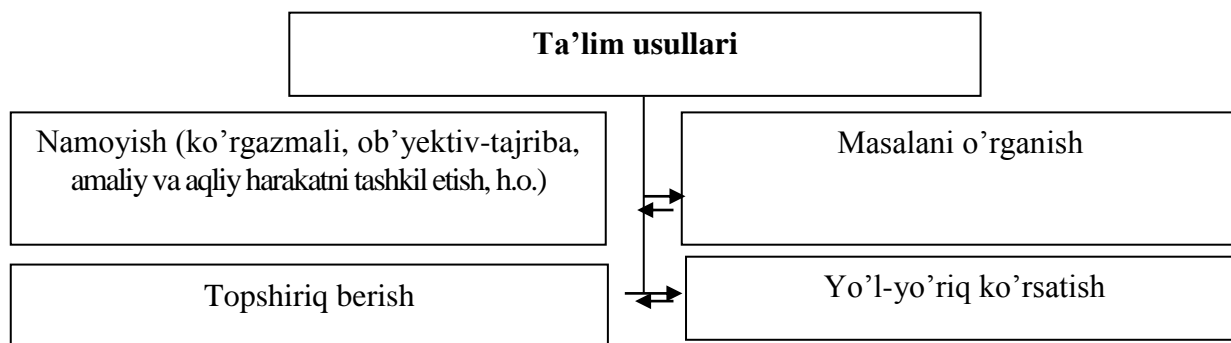 Ta’lim usullari
Namoyish (ko’rgazmali, ob’yektiv-tajriba,
amaliy va aqliy harakatni tashkil etish, h.o.)
Masalani o’rganish
Topshiriq berish
Yo’l-yo’riq ko’rsatish